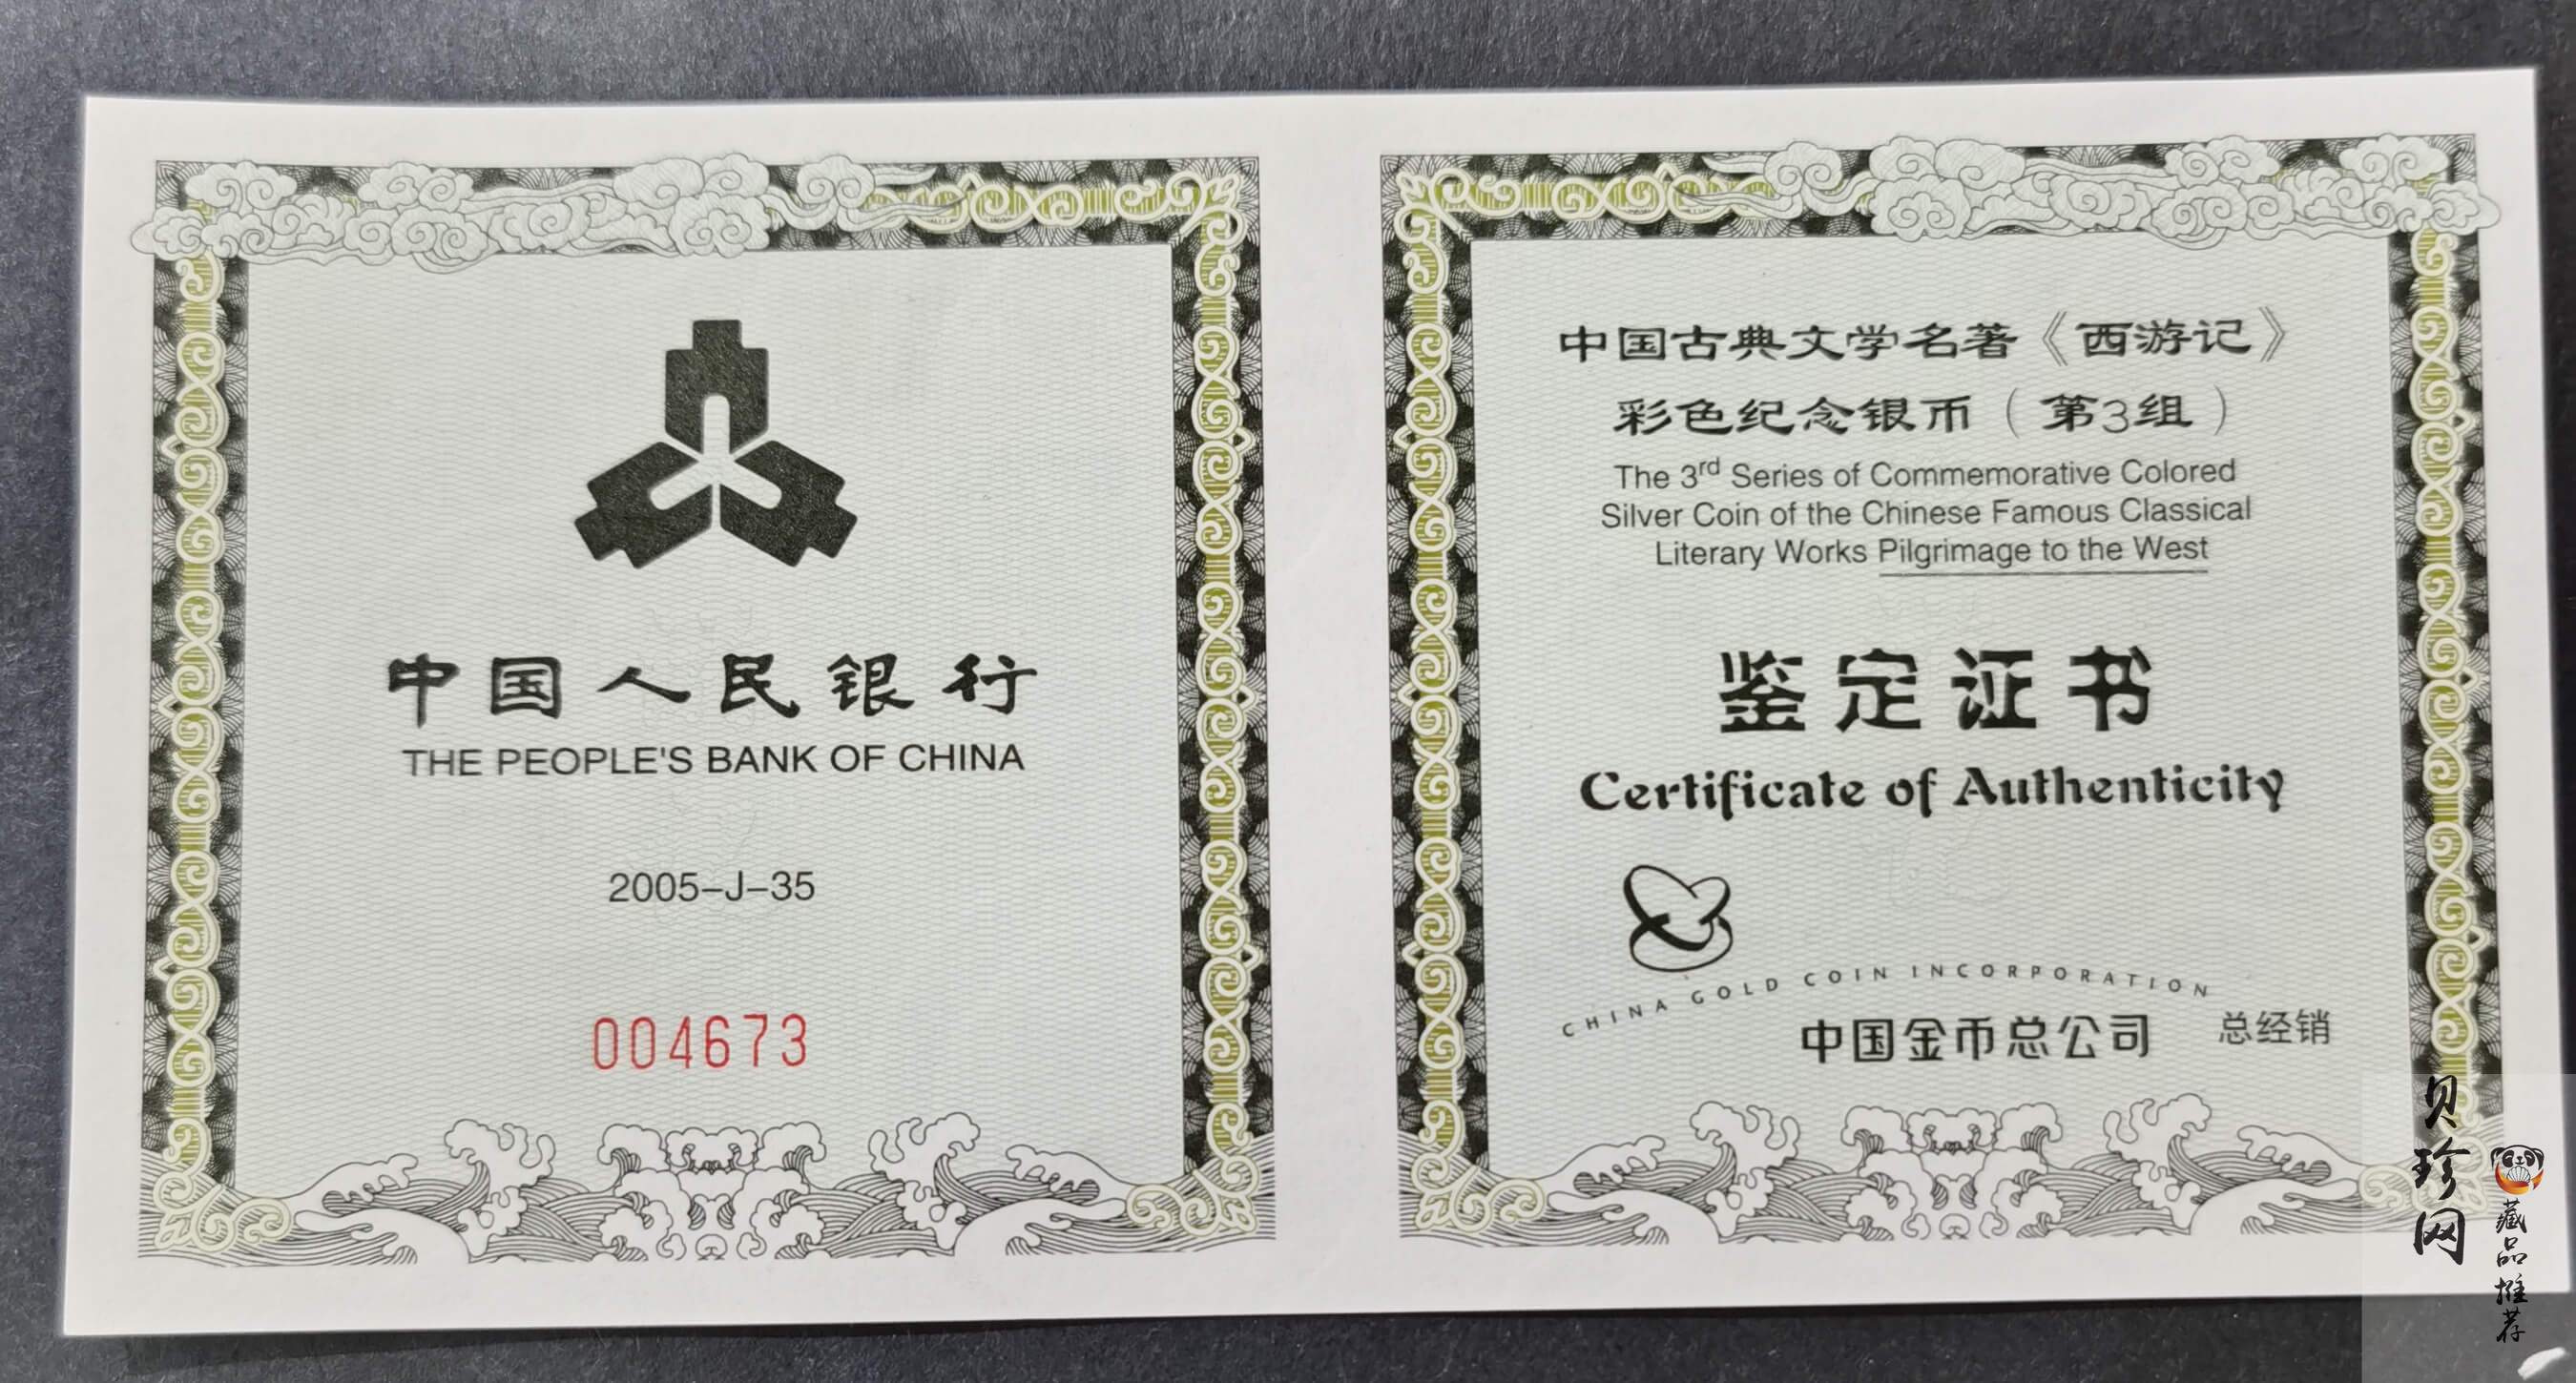 中国人民银行
THE PEOPLE'S BANK OF CHINA
2005-J-35
004673
中国古典文学名著《西游记》
彩色纪念银币（第3组）
The 3rd Series of Commemorative Colored
Silver Coin of the Chinese Famous Classical
Literary Works Pilgrimage to the West
鉴定证书
Certificate of Authenticity
CHINA GOLD COIN INCORPORATION
中国金币总公司 总经销
贝珍网
藏品推荐